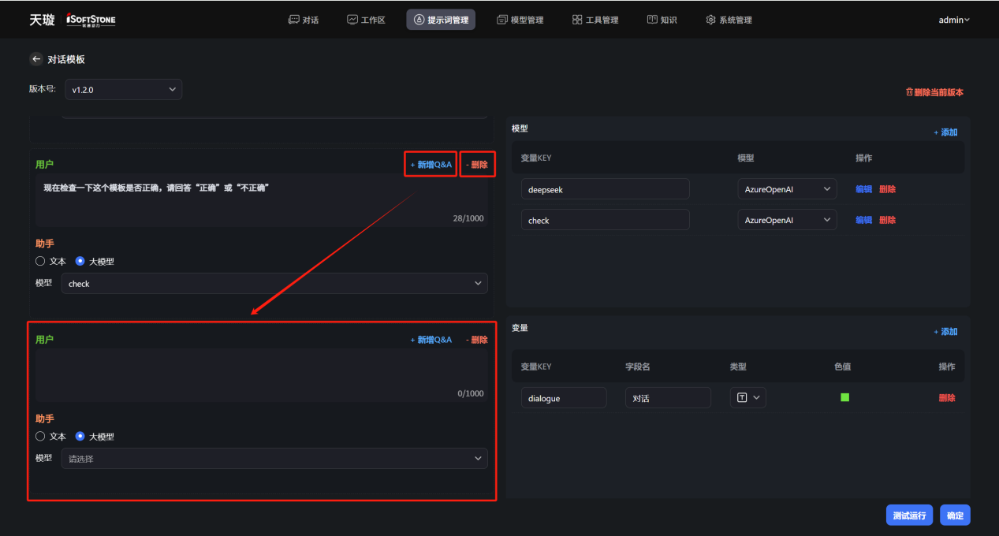 天璇 iSoftStone 软通动力 对话 工作区 提示词管理 模型管理 工具管理 知识 系统管理 admin
对话模板
版本号: v1.2.0
删除当前版本
用户 + 新增Q&A - 删除
现在检查一下这个模板是否正确，请回答“正确”或“不正确”
28/1000
助手
文本 大模型
模型 check
用户 + 新增Q&A - 删除
0/1000
助手
文本 大模型
模型 请选择
模型
+ 添加
变量KEY 模型 操作
deepseek AzureOpenAI 编辑 删除
check AzureOpenAI 编辑 删除
变量
+ 添加
变量KEY 字段名 类型 色值 操作
dialogue 对话 T 删除
测试运行 确定